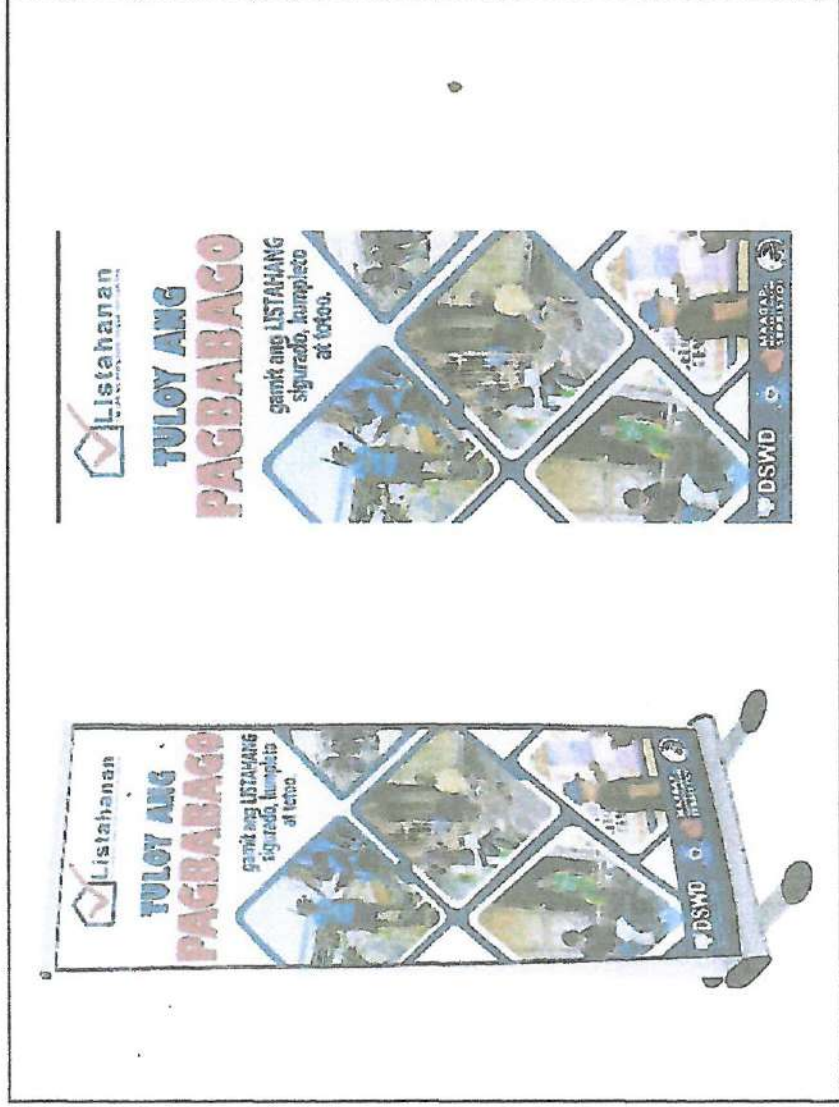 Listahanan
TULOY ANG
PAGBABAGO
gamit ang LISTAHANG
sigurado, kumpleto
at totoo.
DSWD
Listahanan
TULOY ANG
PAGBABAGO
gamit ang LISTAHANG
sigurado, kumpleto
at totoo.
DSWD
MAAGAP